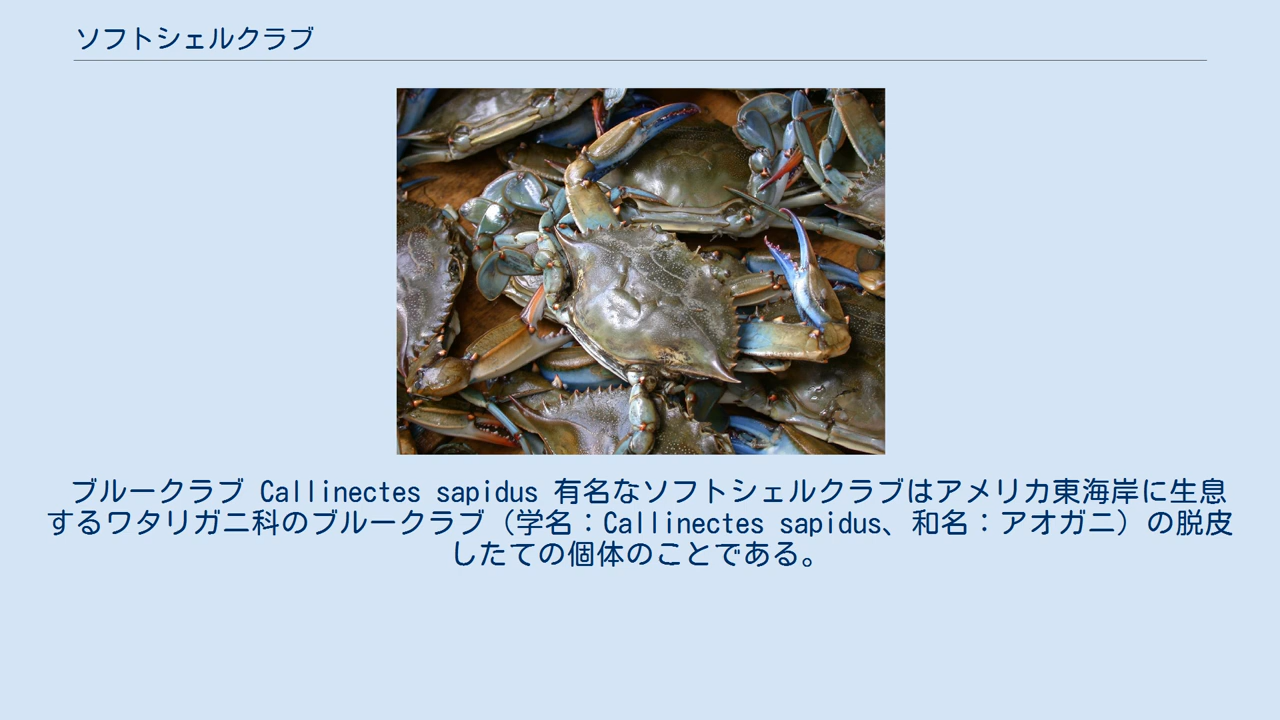 ソフトシェルクラブ
ブルークラブ Callinectes sapidus 有名なソフトシェルクラブはアメリカ東海岸に生息
するワタリガニ科のブルークラブ（学名：Callinectes sapidus、和名：アオガニ）の脱皮
したての個体のことである。